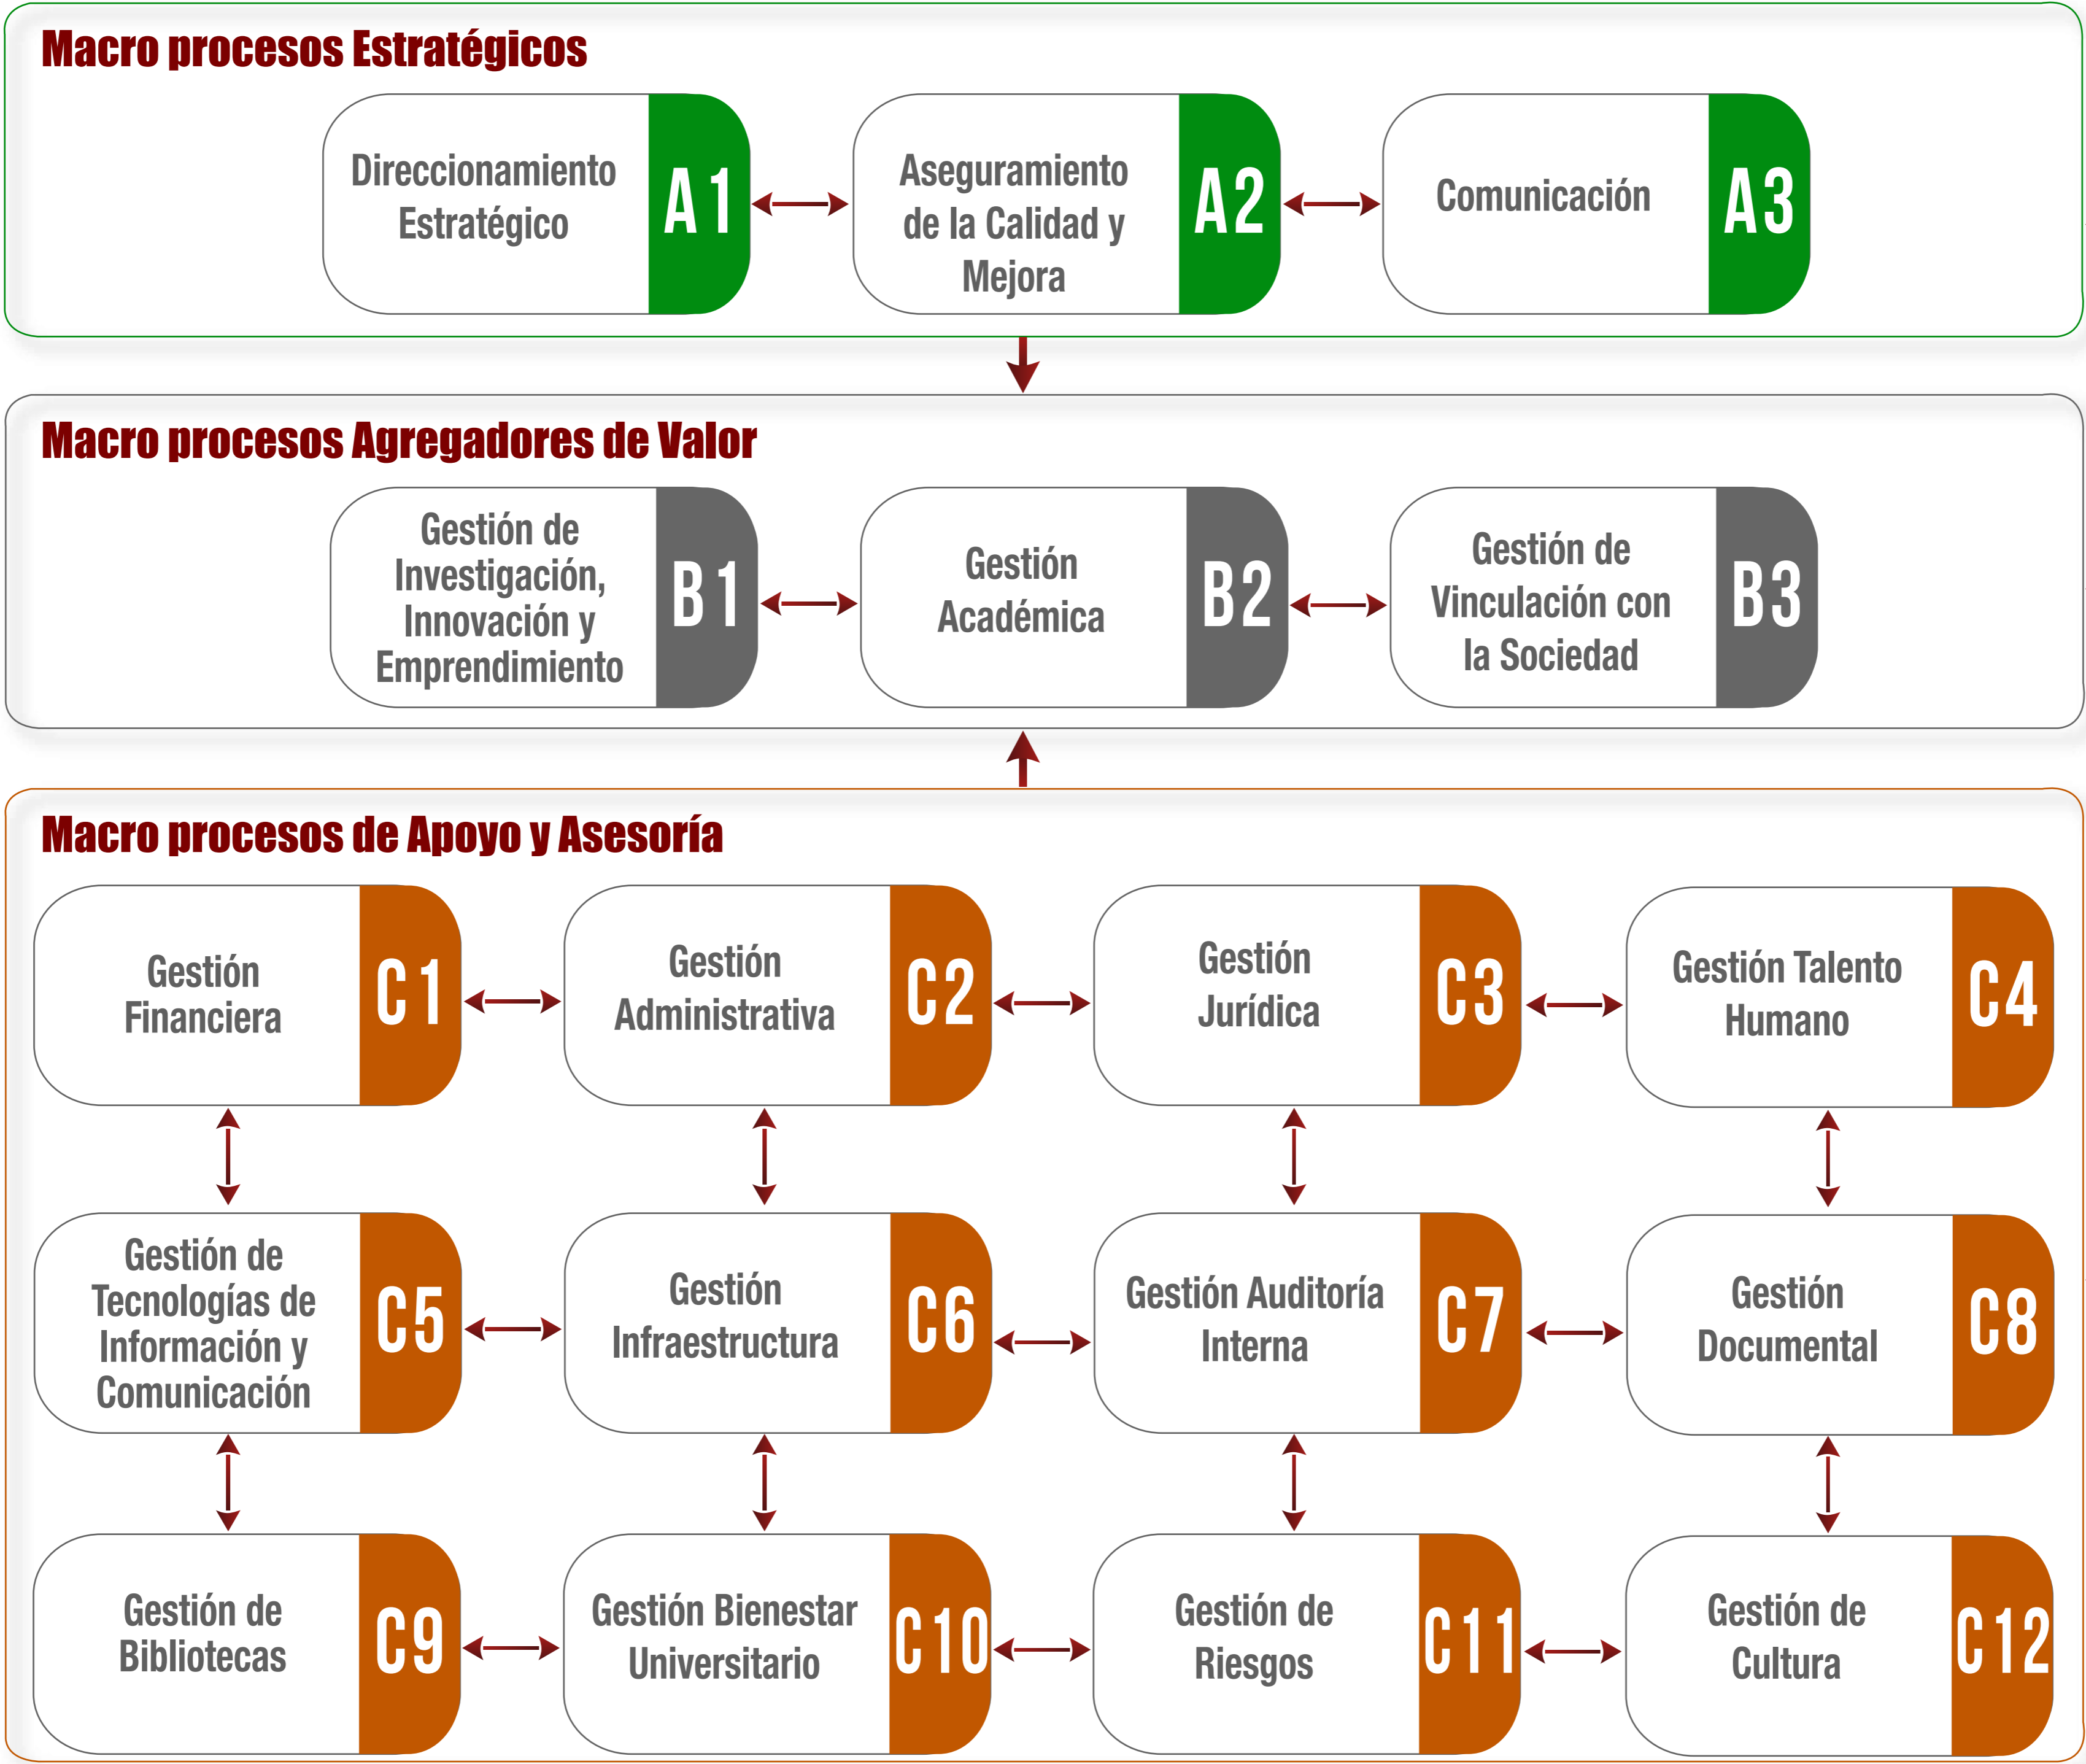 Macro procesos Estratégicos
Direccionamiento
Estratégico
A1
Aseguramiento
de la Calidad y
Mejora
A2
Comunicación
A3
Macro procesos Agregadores de Valor
Gestión de
Investigación,
Innovación y
Emprendimiento
B1
Gestión
Académica
B2
Gestión de
Vinculación con
la Sociedad
B3
Macro procesos de Apoyo y Asesoría
Gestión
Financiera
C1
Gestión
Administrativa
C2
Gestión
Jurídica
C3
Gestión Talento
Humano
C4
Gestión de
Tecnologías de
Información y
Comunicación
C5
Gestión
Infraestructura
C6
Gestión Auditoría
Interna
C7
Gestión
Documental
C8
Gestión de
Bibliotecas
C9
Gestión Bienestar
Universitario
C10
Gestión de
Riesgos
C11
Gestión de
Cultura
C12